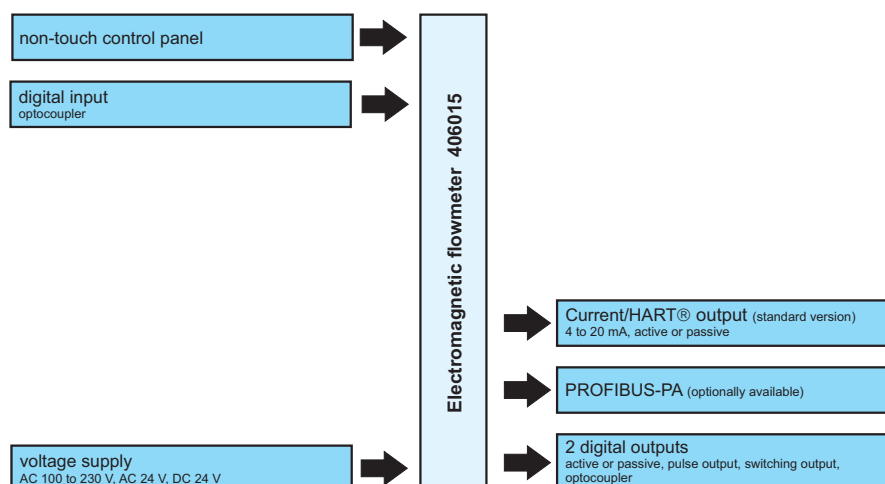 non-touch control panel
digital input
optocoupler
Electromagnetic flowmeter 406015
Current/HART® output (standard version)
4 to 20 mA, active or passive
PROFIBUS-PA (optionally available)
voltage supply
AC 100 to 230 V, AC 24 V, DC 24 V
2 digital outputs
active or passive, pulse output, switching output,
optocoupler